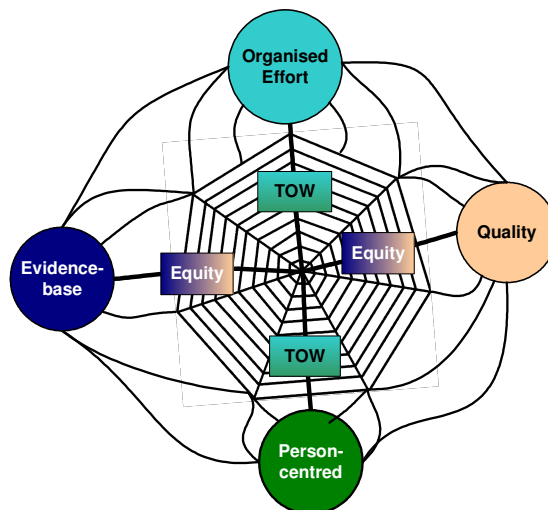 Organised
Effort
TOW
Quality
Equity
Evidence-
base
Equity
TOW
Person-
centred